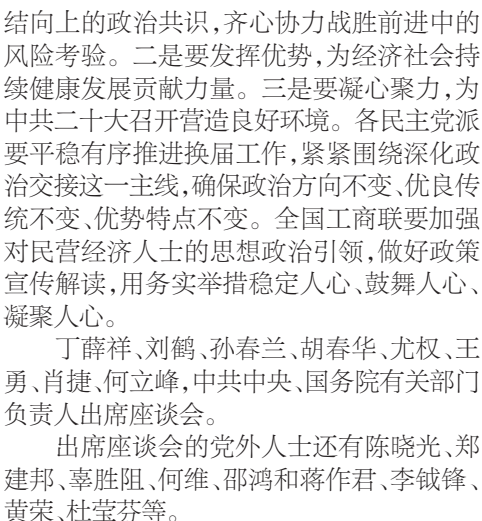 结向上的政治共识,齐心协力战胜前进中的
风险考验。二是要发挥优势,为经济社会持
续健康发展贡献力量。三是要凝心聚力,为
中共二十大召开营造良好环境。各民主党派
要平稳有序推进换届工作,紧紧围绕深化政
治交接这一主线,确保政治方向不变、优良传
统不变、优势特点不变。全国工商联要加强
对民营经济人士的思想政治引领,做好政策
宣传解读,用务实举措稳定人心、鼓舞人心、
凝聚人心。
丁薛祥、刘鹤、孙春兰、胡春华、尤权、王
勇、肖捷、何立峰,中共中央、国务院有关部门
负责人出席座谈会。
出席座谈会的党外人士还有陈晓光、郑
建邦、辜胜阻、何维、邵鸿和蒋作君、李钺锋、
黄荣、杜莹芬等。